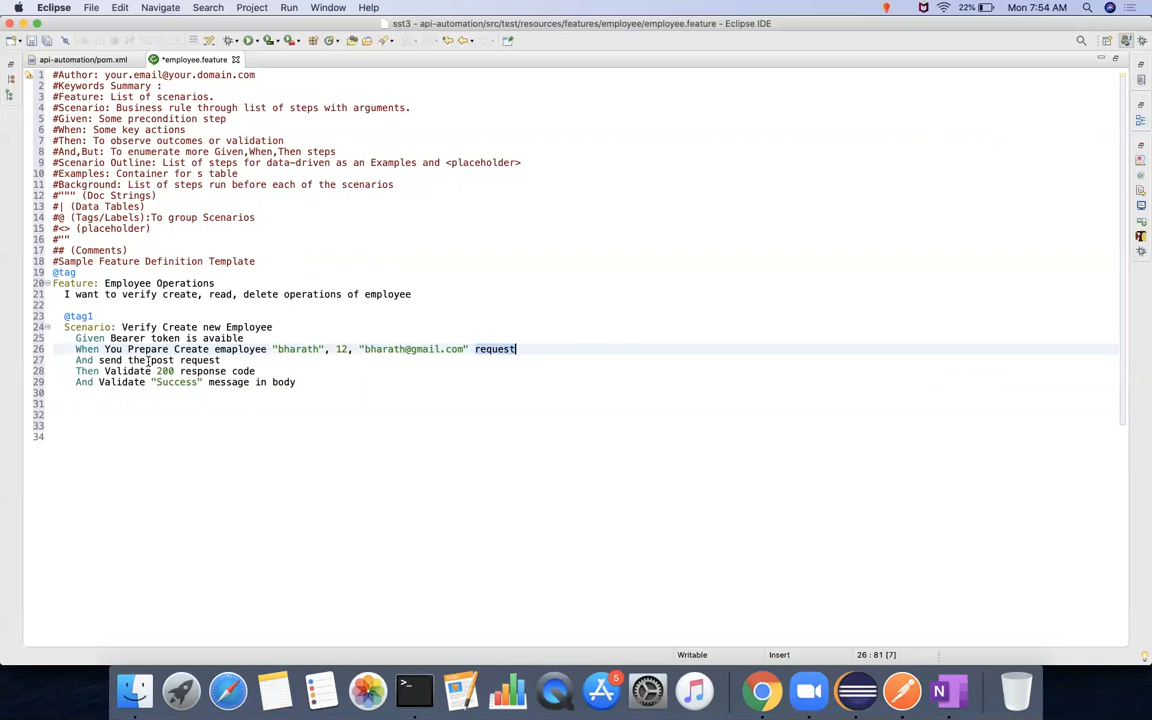 Eclipse File Edit Navigate Search Project Run Window Help 22% Mon 7:54 AM
sst3 - api-automation/src/test/resources/features/employee/employee.feature - Eclipse IDE
api-automation/pom.xml *employee.feature
1 #Author: your.email@your.domain.com
2 #Keywords Summary :
3 #Feature: List of scenarios.
4 #Scenario: Business rule through list of steps with arguments.
5 #Given: Some precondition step
6 #When: Some key actions
7 #Then: To observe outcomes or validation
8 #And,But: To enumerate more Given,When,Then steps
9 #Scenario Outline: List of steps for data-driven as an Examples and <placeholder>
10 #Examples: Container for s table
11 #Background: List of steps run before each of the scenarios
12 #""" (Doc Strings)
13 #| (Data Tables)
14 #@ (Tags/Labels):To group Scenarios
15 #<> (placeholder)
16 #""
17 ## (Comments)
18 #Sample Feature Definition Template
19 @tag
20 Feature: Employee Operations
21 I want to verify create, read, delete operations of employee
22
23 @tag1
24 Scenario: Verify Create new Employee
25 Given Bearer token is avaible
26 When You Prepare Create emaployee "bharath", 12, "bharath@gmail.com" request
27 And send the post request
28 Then Validate 200 response code
29 And Validate "Success" message in body
30
31
32
33
34
Writable Insert 26 : 81 [7]
5